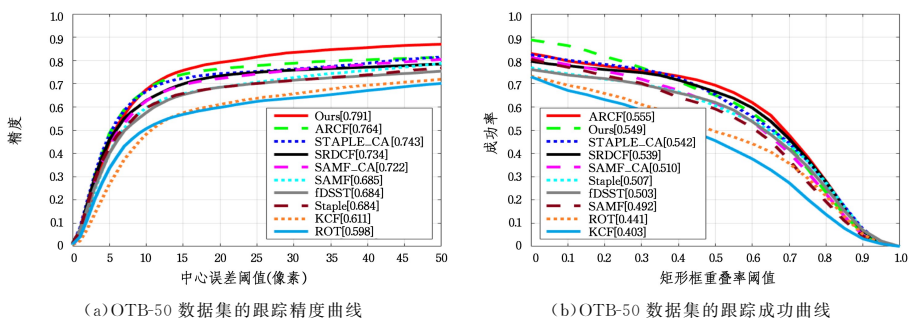 1.0
0.9
0.8
0.7
0.6
0.5
0.4
0.3
0.2
0.1
0
精度
Ours[0.791]
ARCF[0.764]
STAPLE_CA[0.743]
SRDCF[0.734]
SAMF_CA[0.722]
SAMF[0.685]
fDSST[0.684]
Staple[0.684]
KCF[0.611]
ROT[0.598]
0 5 10 15 20 25 30 35 40 45 50
中心误差阈值(像素)
(a)OTB-50 数据集的跟踪精度曲线
1.0
0.9
0.8
0.7
0.6
0.5
0.4
0.3
0.2
0.1
0
成功率
ARCF[0.555]
Ours[0.549]
STAPLE_CA[0.542]
SRDCF[0.539]
SAMF_CA[0.510]
Staple[0.507]
fDSST[0.503]
SAMF[0.492]
ROT[0.441]
KCF[0.403]
0 0.1 0.2 0.3 0.4 0.5 0.6 0.7 0.8 0.9 1.0
矩形框重叠率阈值
(b)OTB-50 数据集的跟踪成功曲线